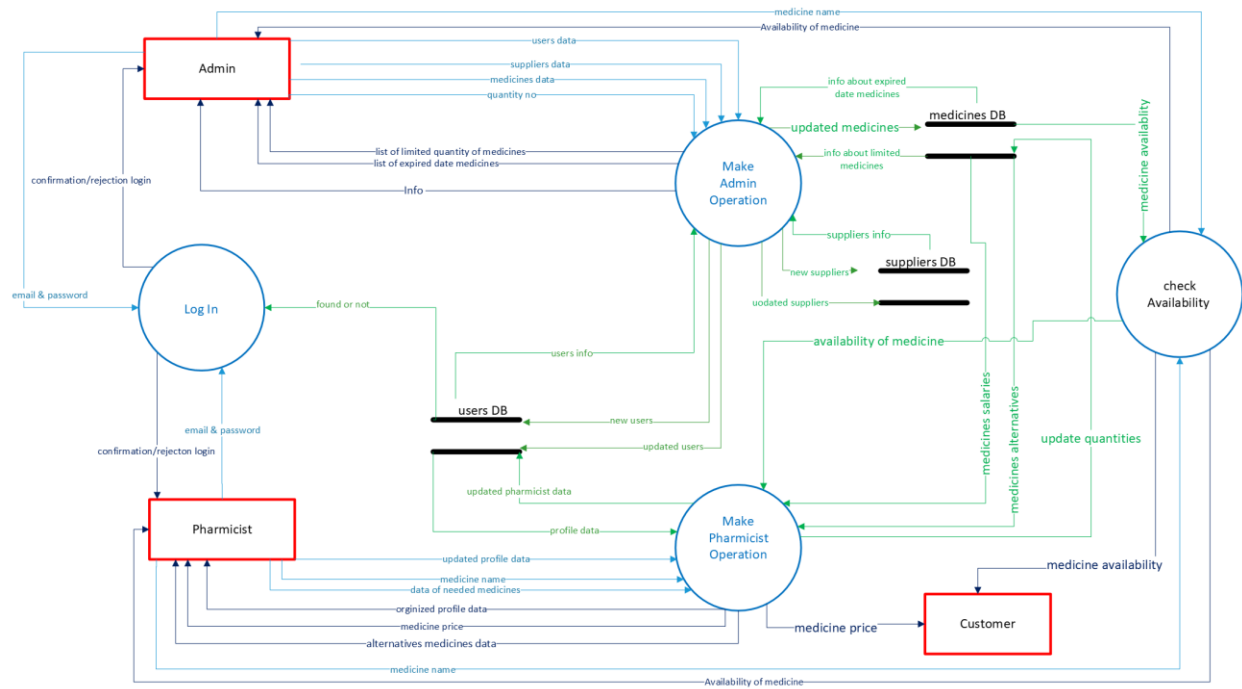 medicine name
Availability of medicine
users data
Admin
suppliers data
medicines data
quantity no
info about expired
date medicines
medicines DB
updated medicines
list of limited quantity of medicines
list of expired date medicines
info about limited
medicines
medicine availablity
confirmation/rejection login
Info
Make
Admin
Operation
suppliers info
suppliers DB
new suppliers
uodated suppliers
check
Availability
email & password
Log In
found or not
availability of medicine
users info
users DB
new users
medicines salaries
medicines alternatives
update quantities
email & password
updated users
confirmation/rejecton login
updated pharmicist data
Pharmicist
profile data
Make
Pharmicist
Operation
updated profile data
medicine name
data of needed medicines
medicine availability
orginized profile data
medicine price
medicine price
Customer
alternatives medicines data
medicine name
Availability of medicine